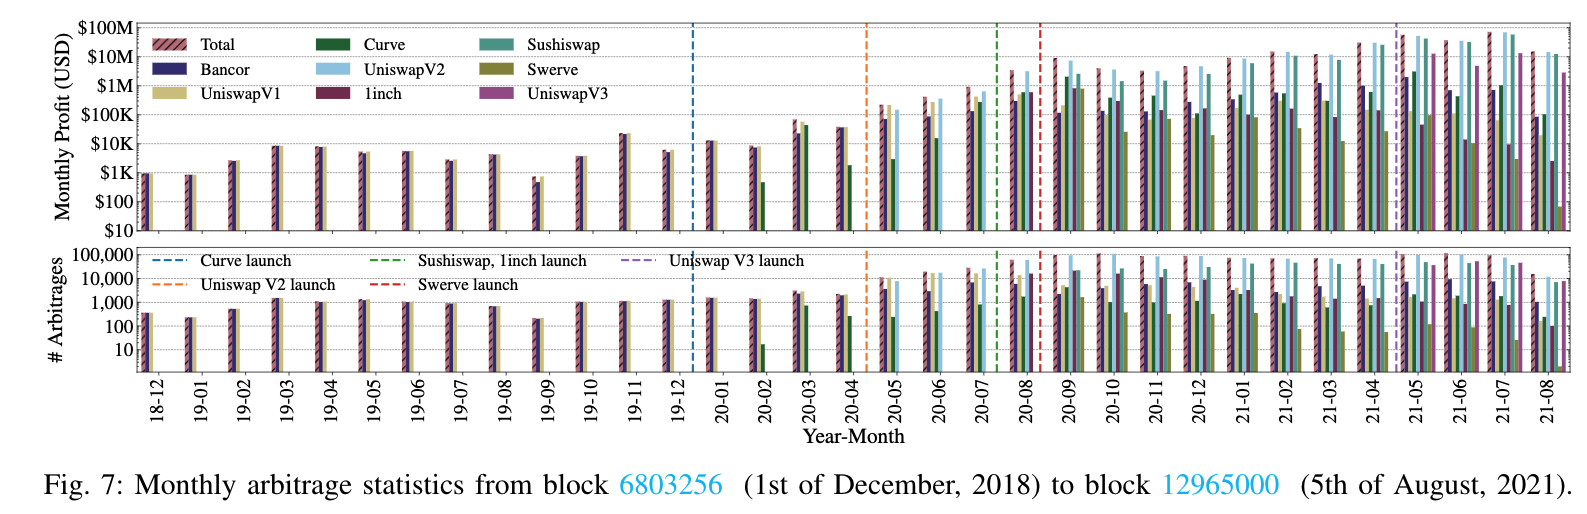 Monthly Profit (USD)
$100M
$10M
$1M
$100K
$10K
$1K
$100
$10
Total
Curve
Sushiswap
Bancor
UniswapV2
Swerve
UniswapV1
1inch
UniswapV3
# Arbitrages
100,000
10,000
1,000
100
10
Curve launch
Sushiswap, 1inch launch
Uniswap V3 launch
Uniswap V2 launch
Swerve launch
18-12
19-01
19-02
19-03
19-04
19-05
19-06
19-07
19-08
19-09
19-10
19-11
19-12
20-01
20-02
20-03
20-04
20-05
20-06
20-07
20-08
20-09
20-10
20-11
20-12
21-01
21-02
21-03
21-04
21-05
21-06
21-07
21-08
Year-Month
Fig. 7: Monthly arbitrage statistics from block 6803256 (1st of December, 2018) to block 12965000 (5th of August, 2021).